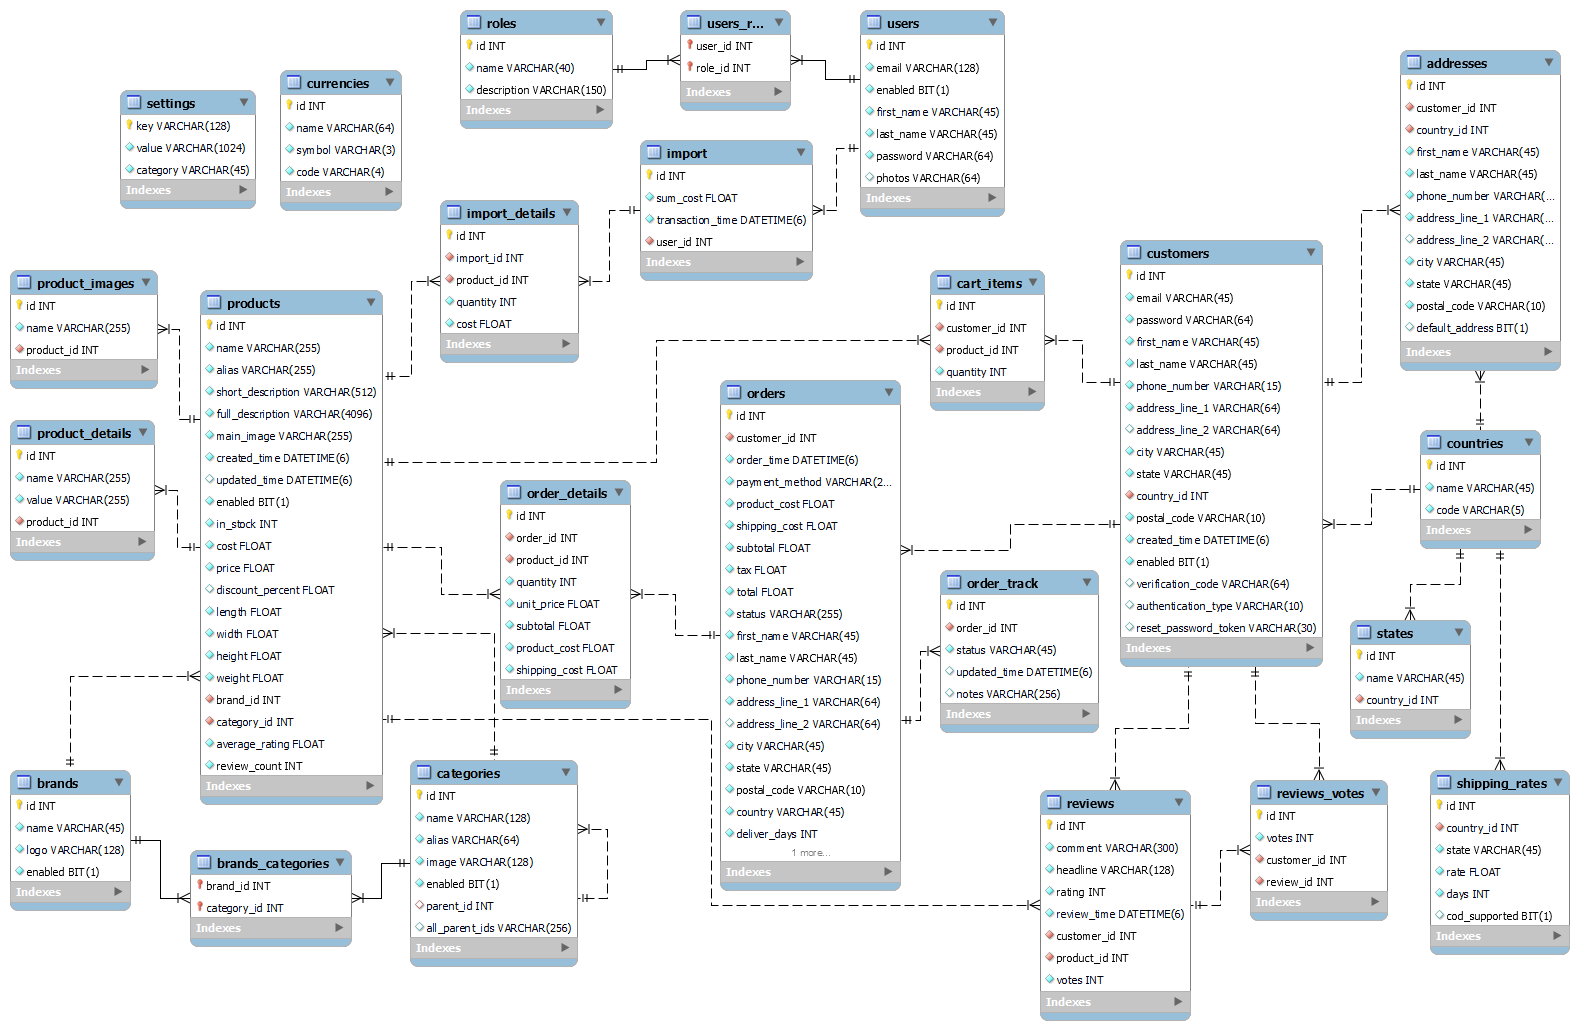 roles
id INT
name VARCHAR(40)
description VARCHAR(150)
Indexes
users_r...
user_id INT
role_id INT
Indexes
users
id INT
email VARCHAR(128)
enabled BIT(1)
first_name VARCHAR(45)
last_name VARCHAR(45)
password VARCHAR(64)
photos VARCHAR(64)
Indexes
addresses
id INT
customer_id INT
country_id INT
first_name VARCHAR(45)
last_name VARCHAR(45)
phone_number VARCHAR(...
address_line_1 VARCHAR(...
address_line_2 VARCHAR(...
city VARCHAR(45)
state VARCHAR(45)
postal_code VARCHAR(10)
default_address BIT(1)
Indexes
settings
key VARCHAR(128)
value VARCHAR(1024)
category VARCHAR(45)
Indexes
currencies
id INT
name VARCHAR(64)
symbol VARCHAR(3)
code VARCHAR(4)
Indexes
import
id INT
sum_cost FLOAT
transaction_time DATETIME(6)
user_id INT
Indexes
import_details
id INT
import_id INT
product_id INT
quantity INT
cost FLOAT
Indexes
product_images
id INT
name VARCHAR(255)
product_id INT
Indexes
products
id INT
name VARCHAR(255)
alias VARCHAR(255)
short_description VARCHAR(512)
full_description VARCHAR(4096)
main_image VARCHAR(255)
created_time DATETIME(6)
updated_time DATETIME(6)
enabled BIT(1)
in_stock INT
cost FLOAT
price FLOAT
discount_percent FLOAT
length FLOAT
width FLOAT
height FLOAT
weight FLOAT
brand_id INT
category_id INT
average_rating FLOAT
review_count INT
Indexes
cart_items
id INT
customer_id INT
product_id INT
quantity INT
Indexes
customers
id INT
email VARCHAR(45)
password VARCHAR(64)
first_name VARCHAR(45)
last_name VARCHAR(45)
phone_number VARCHAR(15)
address_line_1 VARCHAR(64)
address_line_2 VARCHAR(64)
city VARCHAR(45)
state VARCHAR(45)
country_id INT
postal_code VARCHAR(10)
created_time DATETIME(6)
enabled BIT(1)
verification_code VARCHAR(64)
authentication_type VARCHAR(10)
reset_password_token VARCHAR(30)
Indexes
product_details
id INT
name VARCHAR(255)
value VARCHAR(255)
product_id INT
Indexes
order_details
id INT
order_id INT
product_id INT
quantity INT
unit_price FLOAT
subtotal FLOAT
product_cost FLOAT
shipping_cost FLOAT
Indexes
orders
id INT
customer_id INT
order_time DATETIME(6)
payment_method VARCHAR(2...
product_cost FLOAT
shipping_cost FLOAT
subtotal FLOAT
tax FLOAT
total FLOAT
status VARCHAR(255)
first_name VARCHAR(45)
last_name VARCHAR(45)
phone_number VARCHAR(15)
address_line_1 VARCHAR(64)
address_line_2 VARCHAR(64)
city VARCHAR(45)
state VARCHAR(45)
postal_code VARCHAR(10)
country VARCHAR(45)
deliver_days INT
1 more...
Indexes
order_track
id INT
order_id INT
status VARCHAR(45)
updated_time DATETIME(6)
notes VARCHAR(256)
Indexes
countries
id INT
name VARCHAR(45)
code VARCHAR(5)
Indexes
states
id INT
name VARCHAR(45)
country_id INT
Indexes
brands
id INT
name VARCHAR(45)
logo VARCHAR(128)
enabled BIT(1)
Indexes
brands_categories
brand_id INT
category_id INT
Indexes
categories
id INT
name VARCHAR(128)
alias VARCHAR(64)
image VARCHAR(128)
enabled BIT(1)
parent_id INT
all_parent_ids VARCHAR(256)
Indexes
reviews
id INT
comment VARCHAR(300)
headline VARCHAR(128)
rating INT
review_time DATETIME(6)
customer_id INT
product_id INT
votes INT
Indexes
reviews_votes
id INT
votes INT
customer_id INT
review_id INT
Indexes
shipping_rates
id INT
country_id INT
state VARCHAR(45)
rate FLOAT
days INT
cod_supported BIT(1)
Indexes